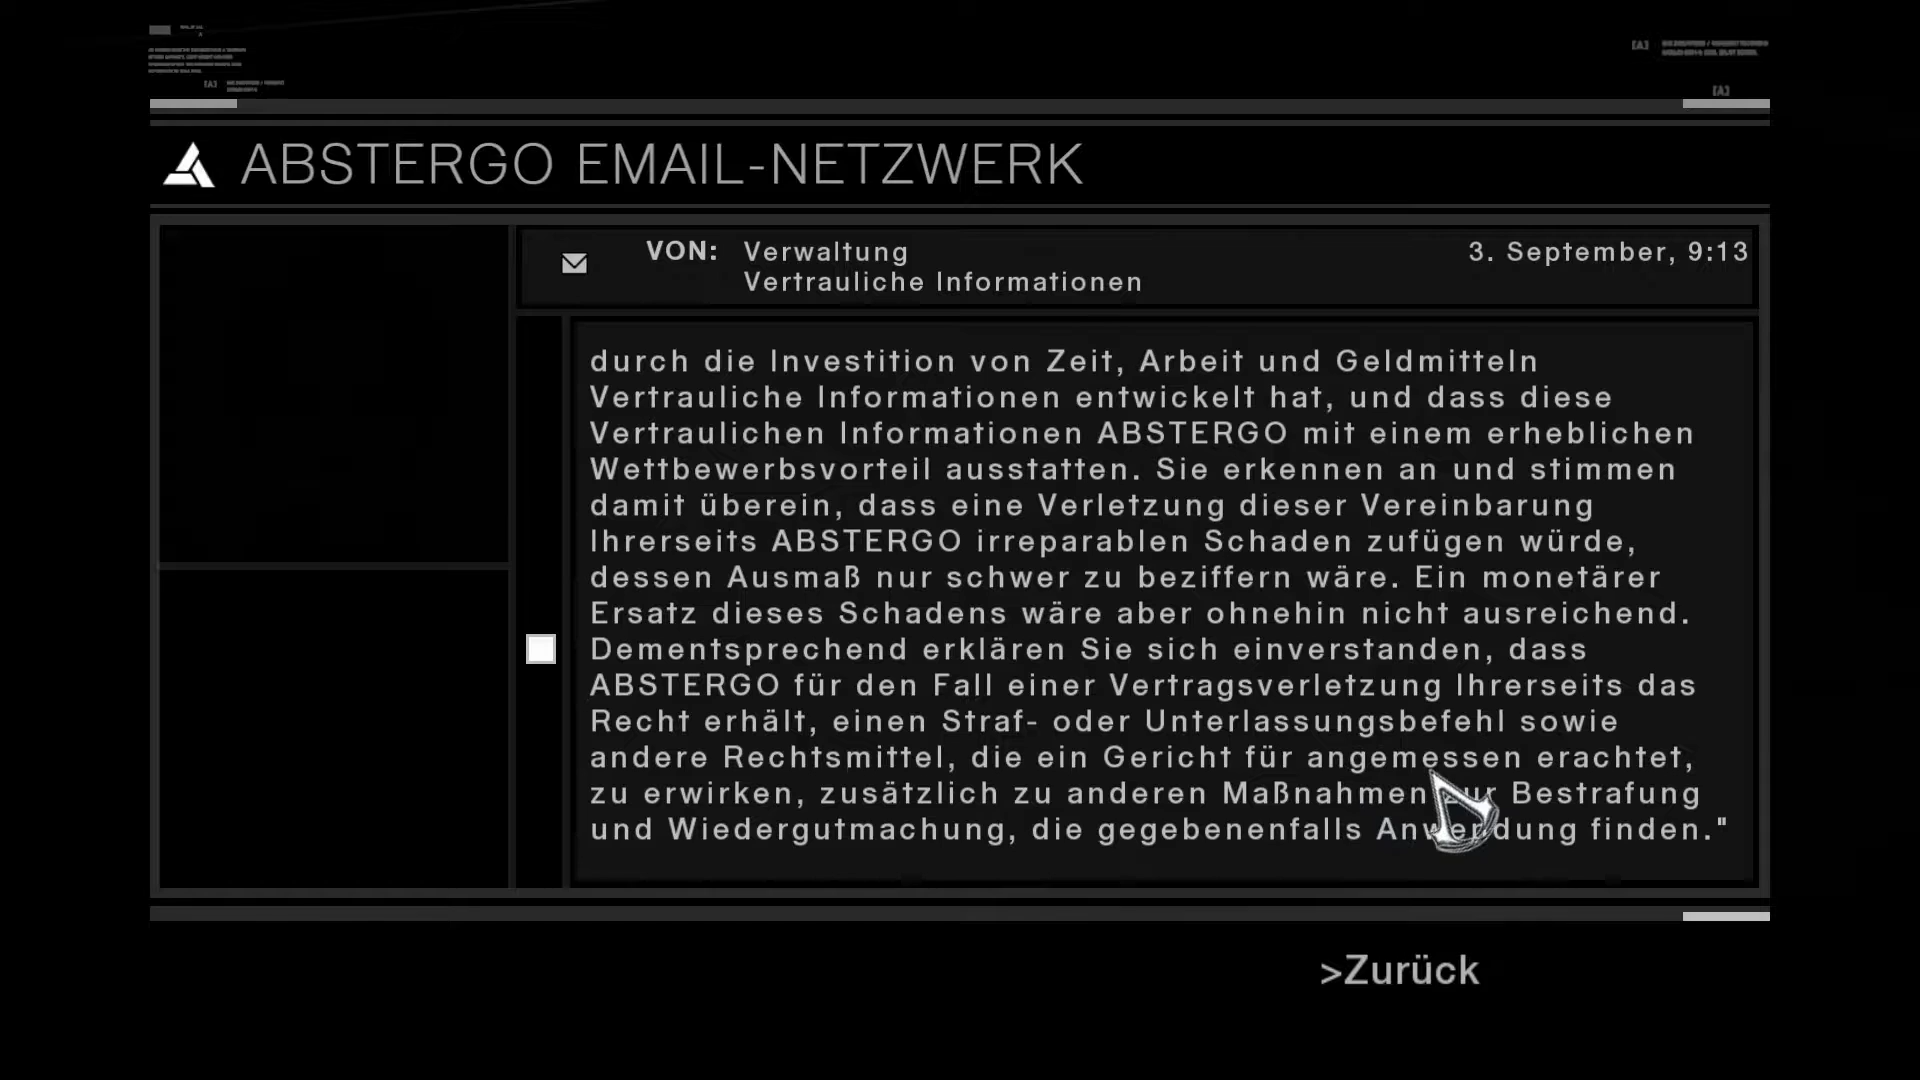 [A]
[A]
[A]
ABSTERGO EMAIL-NETZWERK
VON: Verwaltung 3. September, 9:13
Vertrauliche Informationen
durch die Investition von Zeit, Arbeit und Geldmitteln
Vertrauliche Informationen entwickelt hat, und dass diese
Vertraulichen Informationen ABSTERGO mit einem erheblichen
Wettbewerbsvorteil ausstatten. Sie erkennen an und stimmen
damit überein, dass eine Verletzung dieser Vereinbarung
Ihrerseits ABSTERGO irreparablen Schaden zufügen würde,
dessen Ausmaß nur schwer zu beziffern wäre. Ein monetärer
Ersatz dieses Schadens wäre aber ohnehin nicht ausreichend.
Dementsprechend erklären Sie sich einverstanden, dass
ABSTERGO für den Fall einer Vertragsverletzung Ihrerseits das
Recht erhält, einen Straf- oder Unterlassungsbefehl sowie
andere Rechtsmittel, die ein Gericht für angemessen erachtet,
zu erwirken, zusätzlich zu anderen Maßnahmen zur Bestrafung
und Wiedergutmachung, die gegebenenfalls Anwendung finden."
>Zurück